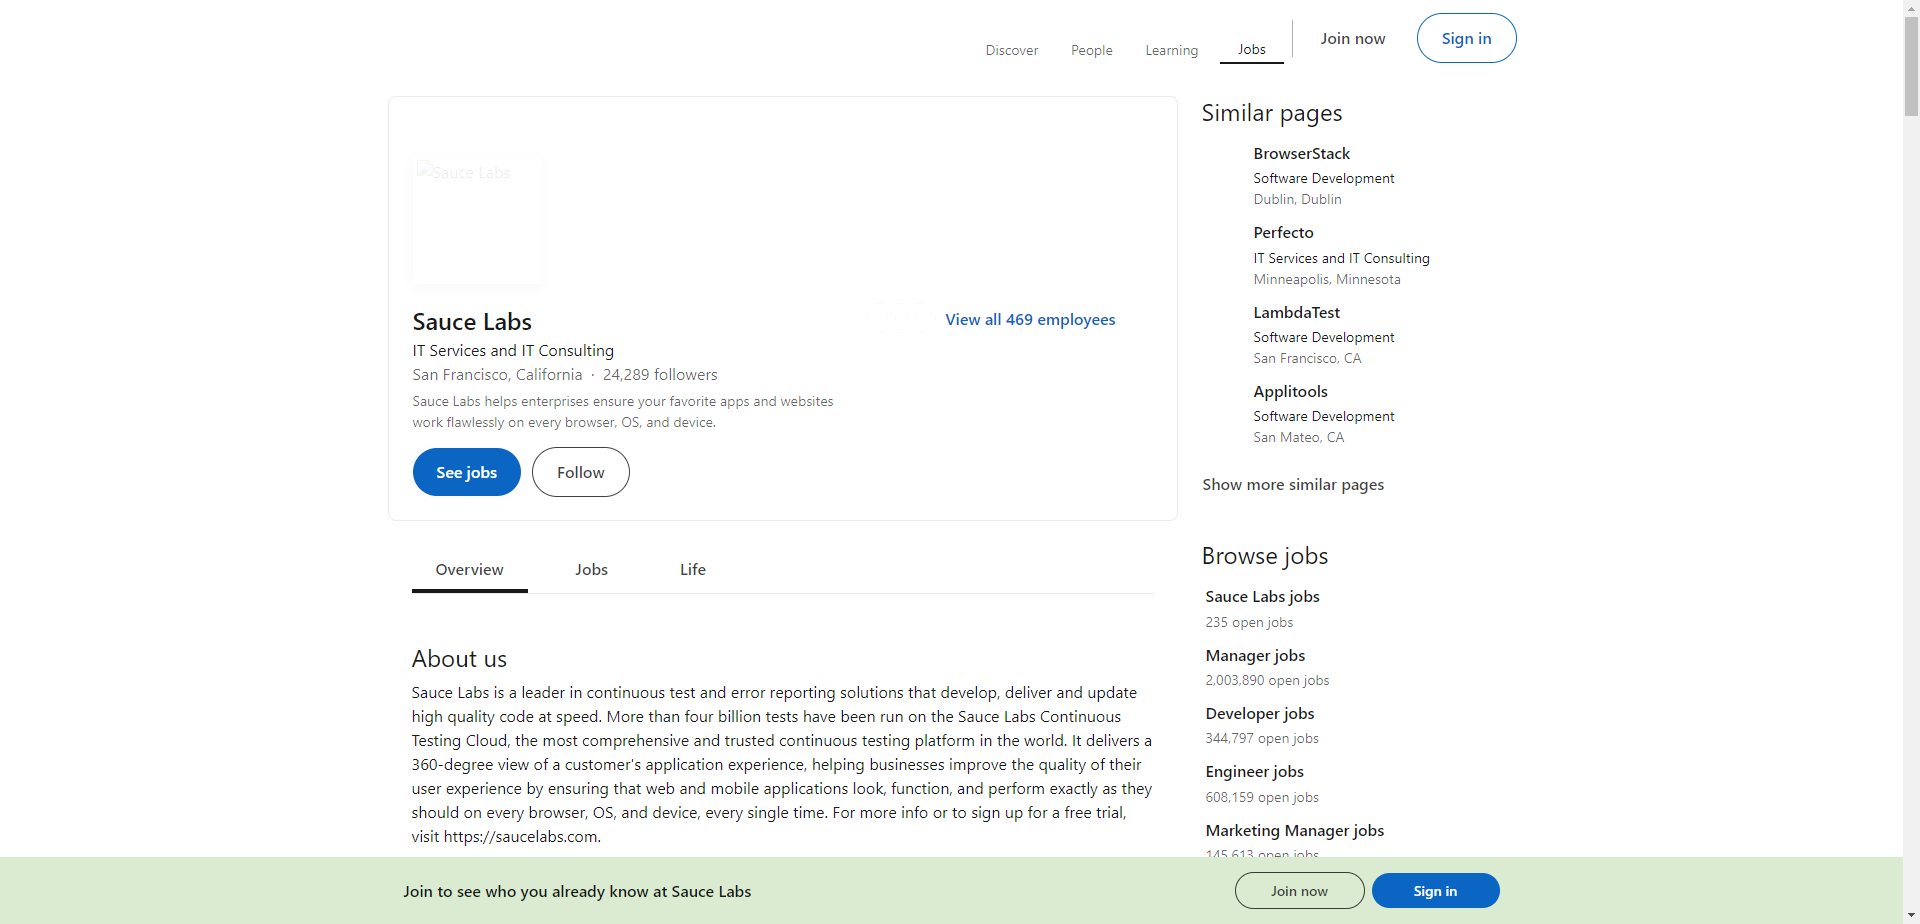 Discover
People
Learning
Jobs
Join now
Sign in
Sauce Labs
Sauce Labs
View all 469 employees
IT Services and IT Consulting
San Francisco, California · 24,289 followers
Sauce Labs helps enterprises ensure your favorite apps and websites
work flawlessly on every browser, OS, and device.
See jobs
Follow
Overview
Jobs
Life
About us
Sauce Labs is a leader in continuous test and error reporting solutions that develop, deliver and update
high quality code at speed. More than four billion tests have been run on the Sauce Labs Continuous
Testing Cloud, the most comprehensive and trusted continuous testing platform in the world. It delivers a
360-degree view of a customer's application experience, helping businesses improve the quality of their
user experience by ensuring that web and mobile applications look, function, and perform exactly as they
should on every browser, OS, and device, every single time. For more info or to sign up for a free trial,
visit https://saucelabs.com.
Similar pages
BrowserStack
Software Development
Dublin, Dublin
Perfecto
IT Services and IT Consulting
Minneapolis, Minnesota
LambdaTest
Software Development
San Francisco, CA
Applitools
Software Development
San Mateo, CA
Show more similar pages
Browse jobs
Sauce Labs jobs
235 open jobs
Manager jobs
2,003,890 open jobs
Developer jobs
344,797 open jobs
Engineer jobs
608,159 open jobs
Marketing Manager jobs
145,613 open jobs
Join to see who you already know at Sauce Labs
Join now
Sign in